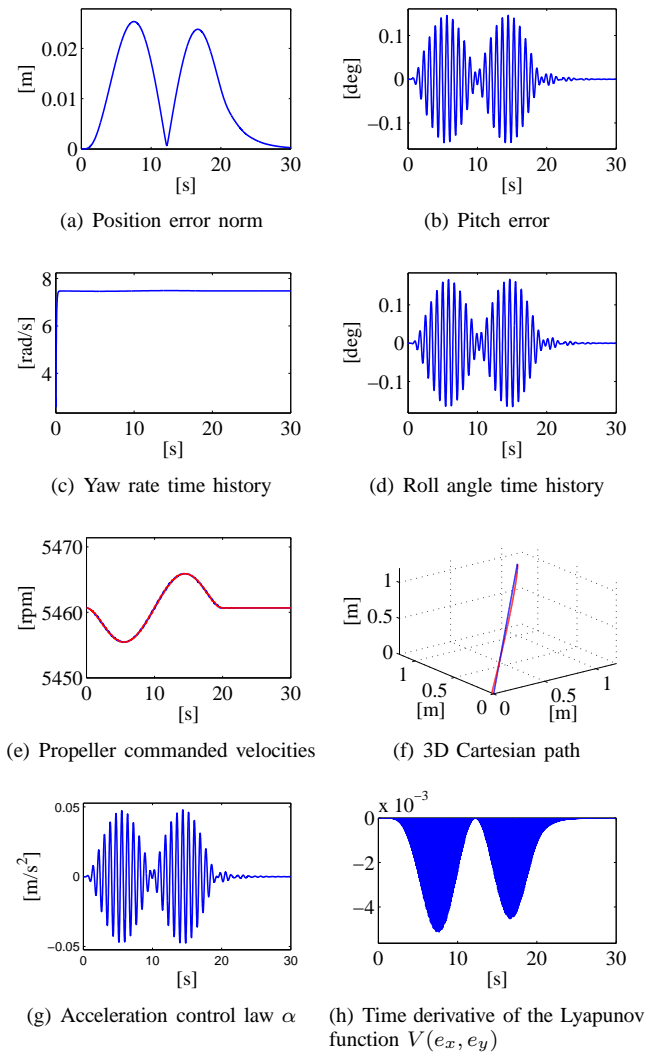 0.02
0.01
0
[m]
0 10 20 30
[s]
(a) Position error norm
0.1
0
−0.1
[deg]
0 10 20 30
[s]
(b) Pitch error
8
6
4
[rad/s]
0 10 20 30
[s]
(c) Yaw rate time history
0.1
0
−0.1
[deg]
0 10 20 30
[s]
(d) Roll angle time history
5470
5460
5450
[rpm]
0 10 20 30
[s]
(e) Propeller commanded velocities
1
0.5
0
[m]
1
0.5
0
[m]
0
0.5
1
[m]
(f) 3D Cartesian path
0.05
0
−0.05
[m/s²]
0 10 20 30
[s]
(g) Acceleration control law α
x 10⁻³
0
−2
−4
0 10 20 30
[s]
(h) Time derivative of the Lyapunov
function V(eₓ, e_y)